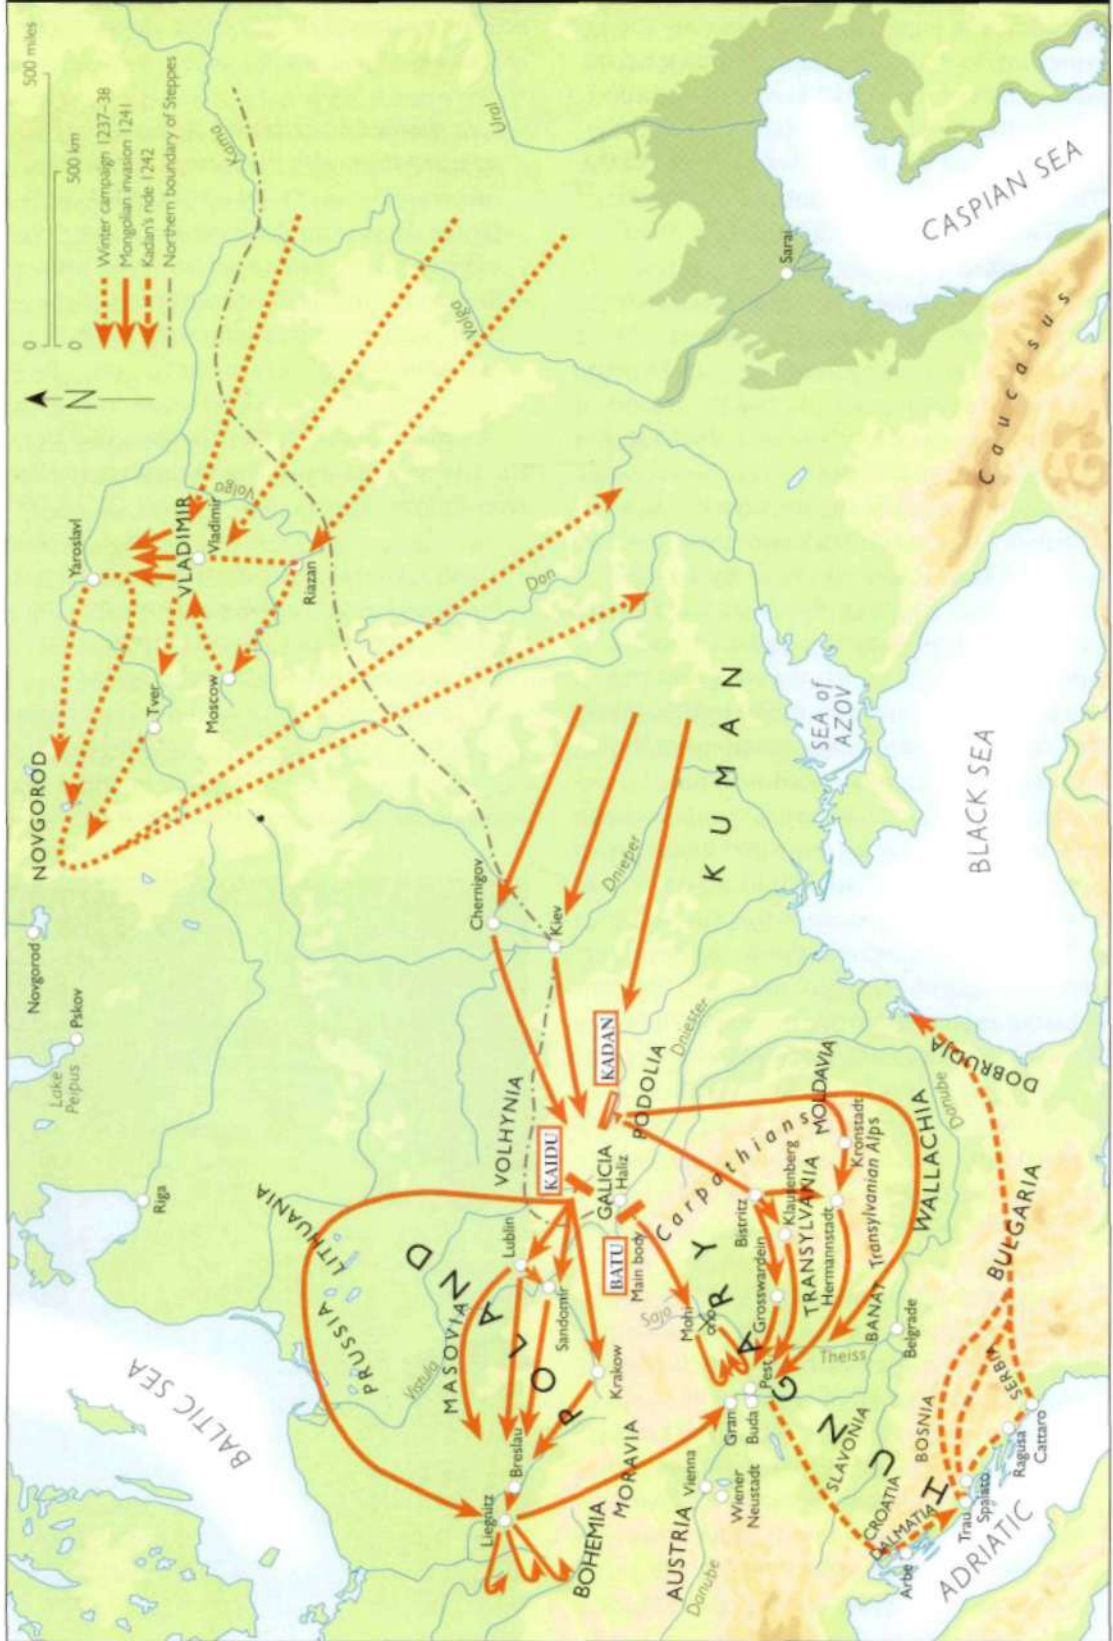 500 miles
0
500 km
0
Winter campaign 1237–38
Mongolian invasion 1241
Kadan's ride 1242
Northern boundary of Steppes
N
BALTIC SEA
Riga
Lake
Peipus
Pskov
Novgorod
NOVGOROD
Yaroslavl
Tver
VLADIMIR
Vladimir
Volga
Moscow
Riazan
Kama
Volga
Ural
Don
LITHUANIA
PRUSSIA
MASOVIA
Vistula
POLAND
VOLHYNIA
Lublin
Sandomir
Krakow
Breslau
Liegnitz
BOHEMIA
MORAVIA
Chernigov
Kiev
Dnieper
KUMAN
KAIDU
KADAN
BATU
Main body
GALICIA
Haliz
PODOLIA
Dniester
Carpathians
MOLDAVIA
AUSTRIA
Vienna
Wiener
Neustadt
Danube
Gran
Buda
Pest
Mohi
Sajo
HUNGARY
Grosswardein
Bistritz
Klausenberg
TRANSYLVANIA
Hermannstadt
Kronstadt
Transylvanian Alps
BANAT
Theiss
Belgrade
WALLACHIA
Danube
DOBRUDJA
BULGARIA
SLAVONIA
CROATIA
DALMATIA
BOSNIA
SERBIA
Arbe
Trau
Spalato
Ragusa
Cattaro
ADRIATIC
BLACK SEA
SEA of
AZOV
Caucasus
Sarai
CASPIAN SEA